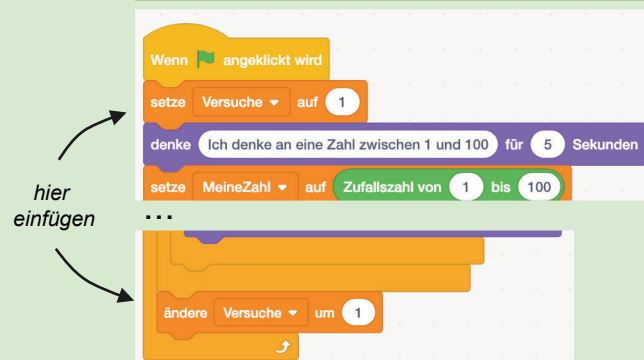 Wenn angeklickt wird
setze Versuche auf 1
denke Ich denke an eine Zahl zwischen 1 und 100 für 5 Sekunden
setze MeineZahl auf Zufallszahl von 1 bis 100
hier
einfügen
...
ändere Versuche um 1